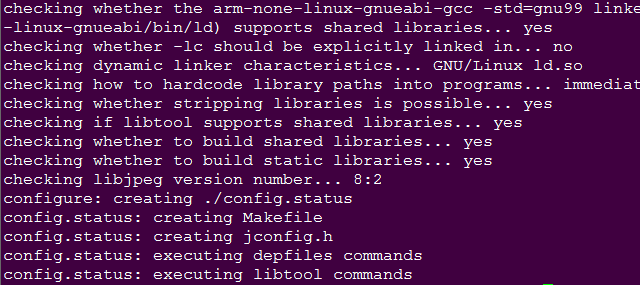 checking whether the arm-none-linux-gnueabi-gcc -std=gnu99 linke
-linux-gnueabi/bin/ld) supports shared libraries... yes
checking whether -lc should be explicitly linked in... no
checking dynamic linker characteristics... GNU/Linux ld.so
checking how to hardcode library paths into programs... immediat
checking whether stripping libraries is possible... yes
checking if libtool supports shared libraries... yes
checking whether to build shared libraries... yes
checking whether to build static libraries... yes
checking libjpeg version number... 8:2
configure: creating ./config.status
config.status: creating Makefile
config.status: creating jconfig.h
config.status: executing depfiles commands
config.status: executing libtool commands